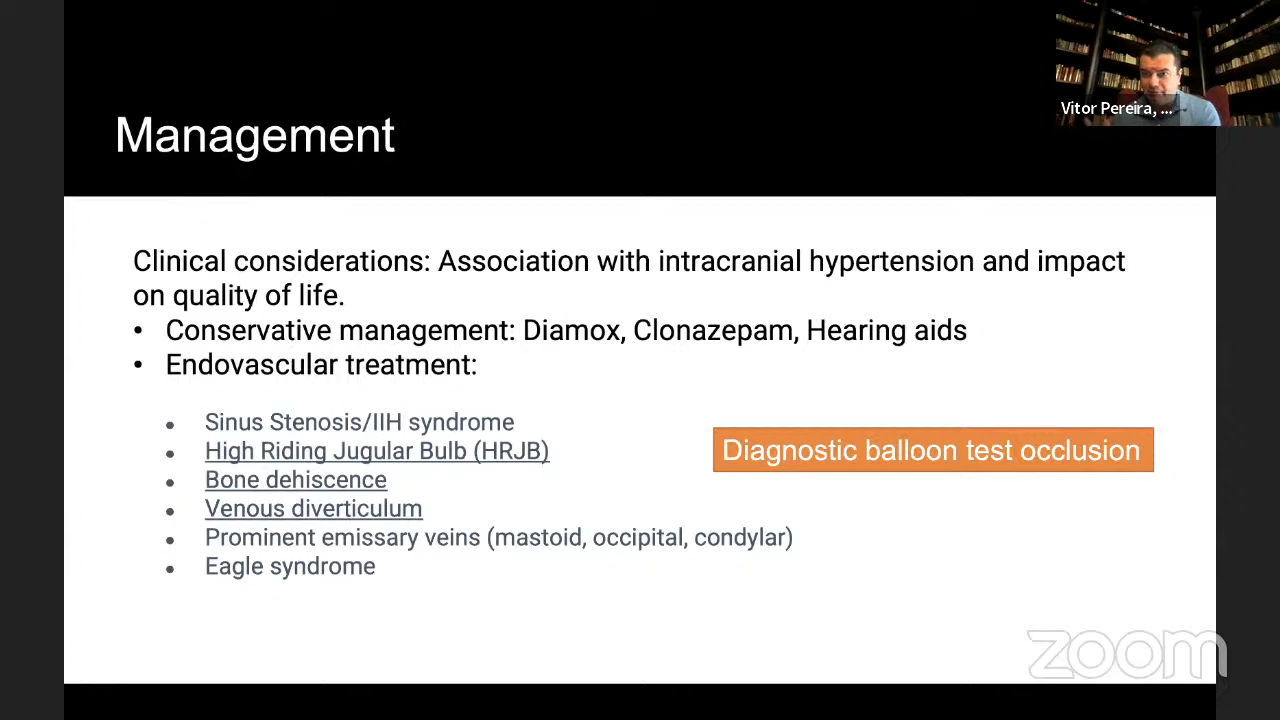 Vitor Pereira, ...
Management
Clinical considerations: Association with intracranial hypertension and impact
on quality of life.
• Conservative management: Diamox, Clonazepam, Hearing aids
• Endovascular treatment:
• Sinus Stenosis/IIH syndrome
• High Riding Jugular Bulb (HRJB)
Diagnostic balloon test occlusion
• Bone dehiscence
• Venous diverticulum
• Prominent emissary veins (mastoid, occipital, condylar)
• Eagle syndrome
zoom